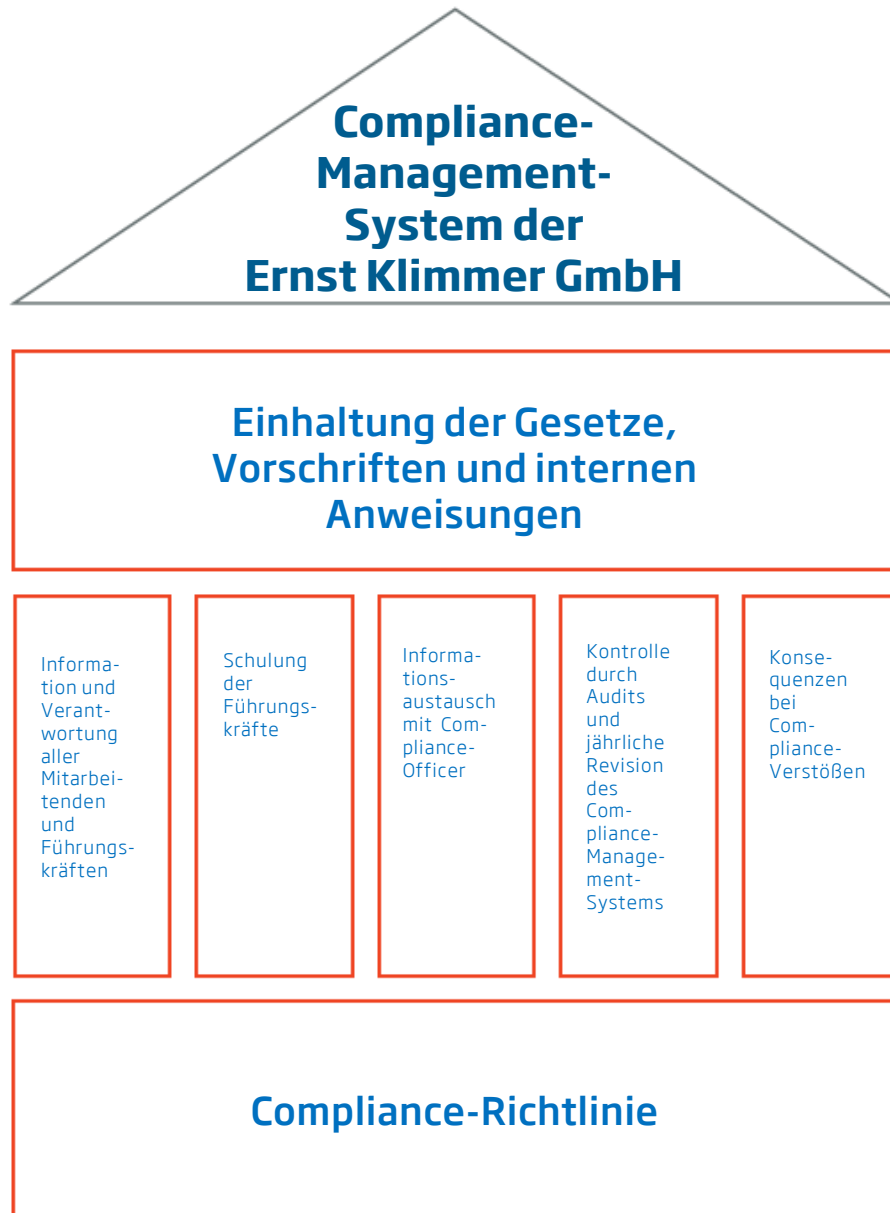 Compliance-
Management-
System der
Ernst Klimmer GmbH
Einhaltung der Gesetze,
Vorschriften und internen
Anweisungen
Informa-
tion und
Verant-
wortung
aller
Mitarbei-
tenden
und
Führungs-
kräften
Schulung
der
Führungs-
kräfte
Informa-
tions-
austausch
mit Com-
pliance-
Officer
Kontrolle
durch
Audits
und
jährliche
Revision
des
Com-
pliance-
Manage-
ment-
Systems
Konse-
quenzen
bei
Com-
pliance-
Verstößen
Compliance-Richtlinie